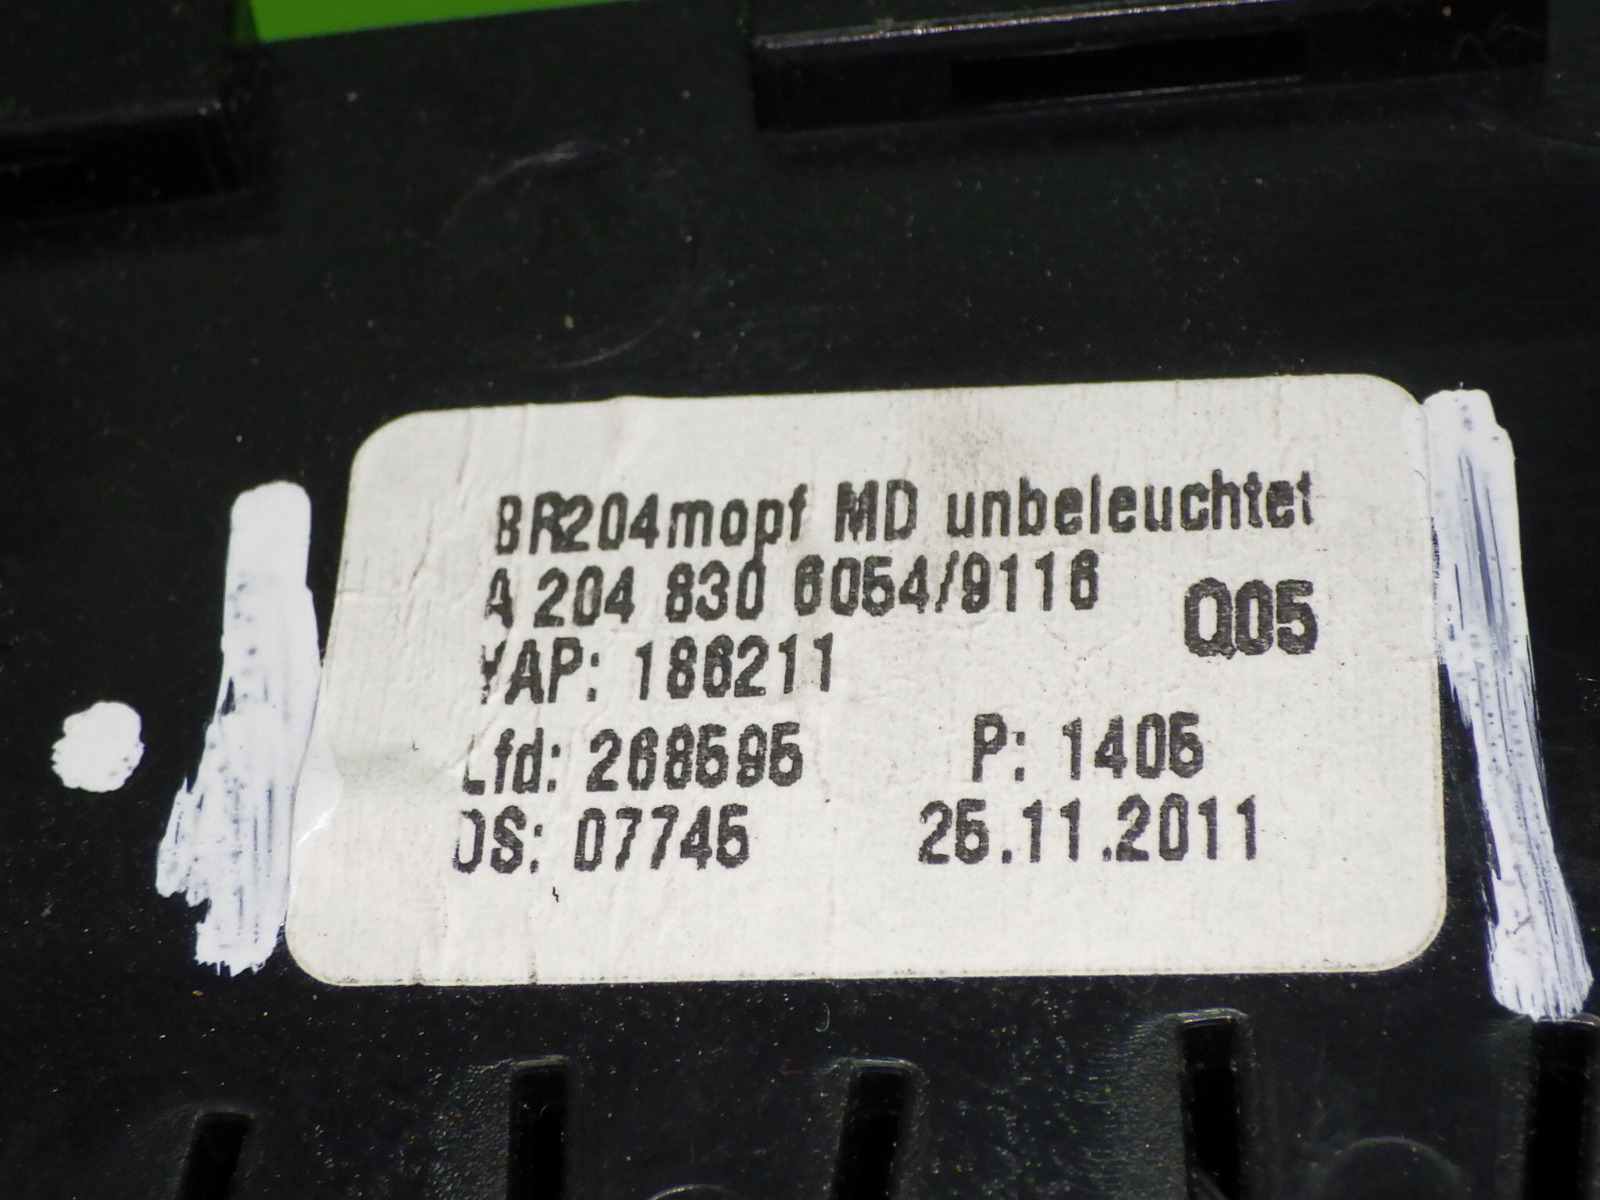 BR204mopf MD unbeleuchtet
A 204 830 6054/9116 Q05
YAP: 186211
Lfd: 268595 P: 1405
DS: 07745 25.11.2011